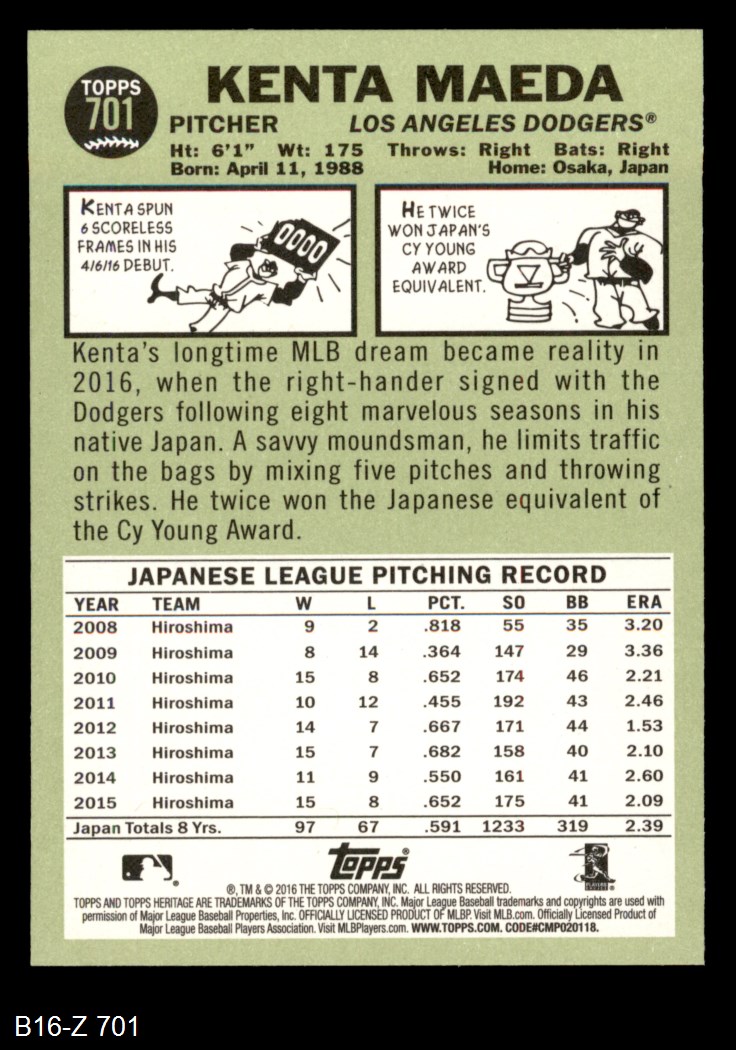 TOPPS
701
KENTA MAEDA
PITCHER LOS ANGELES DODGERS®
Ht: 6'1" Wt: 175 Throws: Right Bats: Right
Born: April 11, 1988 Home: Osaka, Japan
KENTA SPUN
6 SCORELESS
FRAMES IN HIS
4/6/16 DEBUT.
0000
HE TWICE
WON JAPAN'S
CY YOUNG
AWARD
EQUIVALENT.
Kenta's longtime MLB dream became reality in
2016, when the right-hander signed with the
Dodgers following eight marvelous seasons in his
native Japan. A savvy moundsman, he limits traffic
on the bags by mixing five pitches and throwing
strikes. He twice won the Japanese equivalent of
the Cy Young Award.
JAPANESE LEAGUE PITCHING RECORD
YEAR TEAM W L PCT. SO BB ERA
2008 Hiroshima 9 2 .818 55 35 3.20
2009 Hiroshima 8 14 .364 147 29 3.36
2010 Hiroshima 15 8 .652 174 46 2.21
2011 Hiroshima 10 12 .455 192 43 2.46
2012 Hiroshima 14 7 .667 171 44 1.53
2013 Hiroshima 15 7 .682 158 40 2.10
2014 Hiroshima 11 9 .550 161 41 2.60
2015 Hiroshima 15 8 .652 175 41 2.09
Japan Totals 8 Yrs. 97 67 .591 1233 319 2.39
Topps®
®, TM & © 2016 THE TOPPS COMPANY, INC. ALL RIGHTS RESERVED.
TOPPS AND TOPPS HERITAGE ARE TRADEMARKS OF THE TOPPS COMPANY, INC. Major League Baseball trademarks and copyrights are used with
permission of Major League Baseball Properties, Inc. OFFICIALLY LICENSED PRODUCT OF MLBP. Visit MLB.com. Officially Licensed Product of
Major League Baseball Players Association. Visit MLBPlayers.com. WWW.TOPPS.COM. CODE#CMP020118.
B16-Z 701